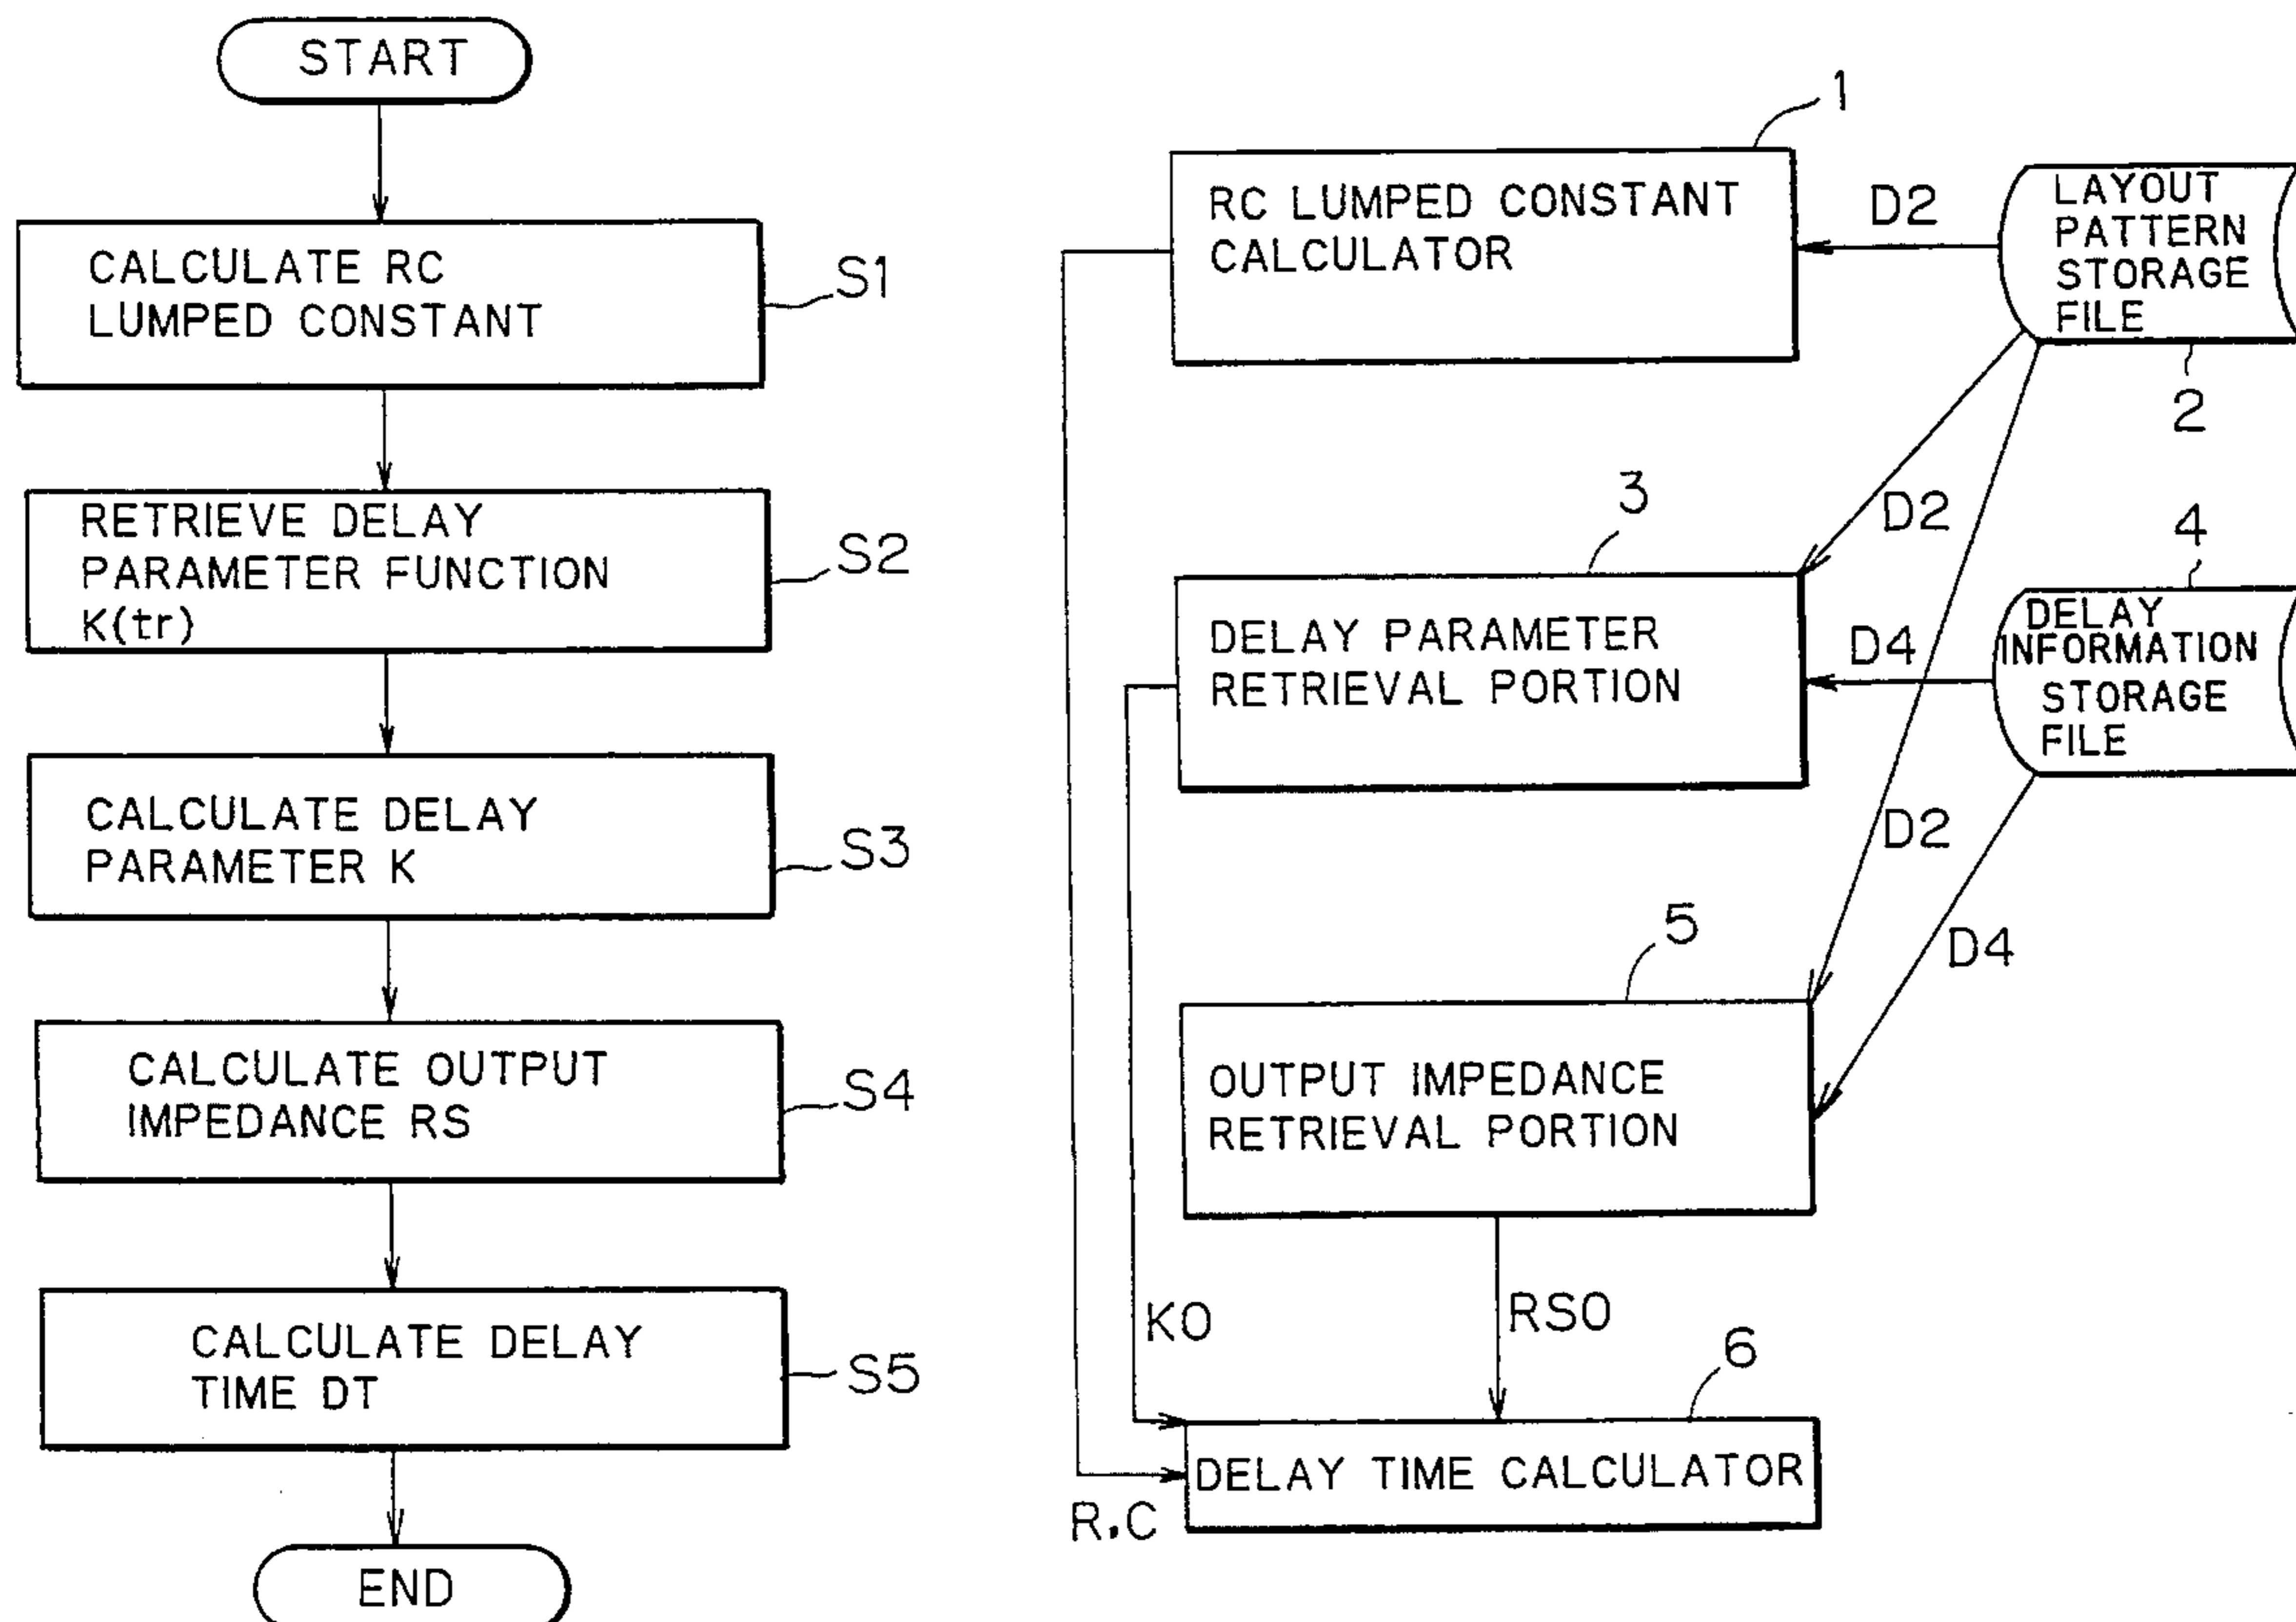 START
CALCULATE RC
LUMPED CONSTANT
S1
RETRIEVE DELAY
PARAMETER FUNCTION
K(tr)
S2
CALCULATE DELAY
PARAMETER K
S3
CALCULATE OUTPUT
IMPEDANCE RS
S4
CALCULATE DELAY
TIME DT
S5
END
1
RC LUMPED CONSTANT
CALCULATOR
D2
LAYOUT
PATTERN
STORAGE
FILE
2
3
D2
4
DELAY PARAMETER
RETRIEVAL PORTION
D4
DELAY
INFORMATION
STORAGE
FILE
D2
D4
5
OUTPUT IMPEDANCE
RETRIEVAL PORTION
K0
RS0
6
DELAY TIME CALCULATOR
R.C